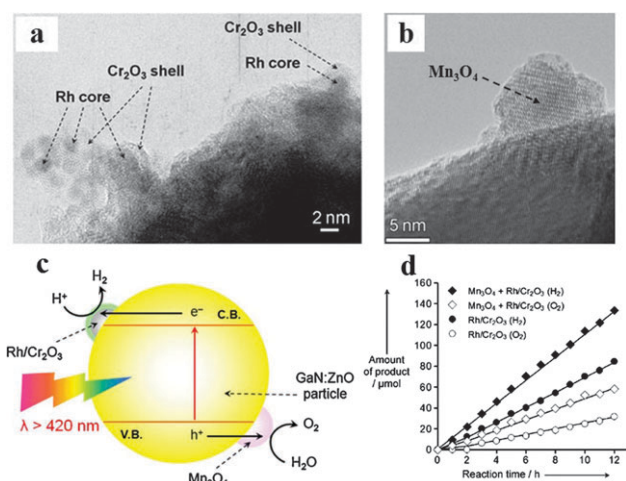 a
Cr₂O₃ shell
Rh core
Cr₂O₃ shell
Rh core
2 nm
b
Mn₃O₄
5 nm
c
H₂
H⁺
e⁻
C.B.
Rh/Cr₂O₃
GaN:ZnO
particle
λ > 420 nm
V.B.
h⁺
O₂
H₂O
d
Mn₃O₄ + Rh/Cr₂O₃ (H₂)
Mn₃O₄ + Rh/Cr₂O₃ (O₂)
Rh/Cr₂O₃ (H₂)
Rh/Cr₂O₃ (O₂)
Amount
of product
/ μmol
160
140
120
100
80
60
40
20
0
0 2 4 6 8 10 12
Reaction time / h